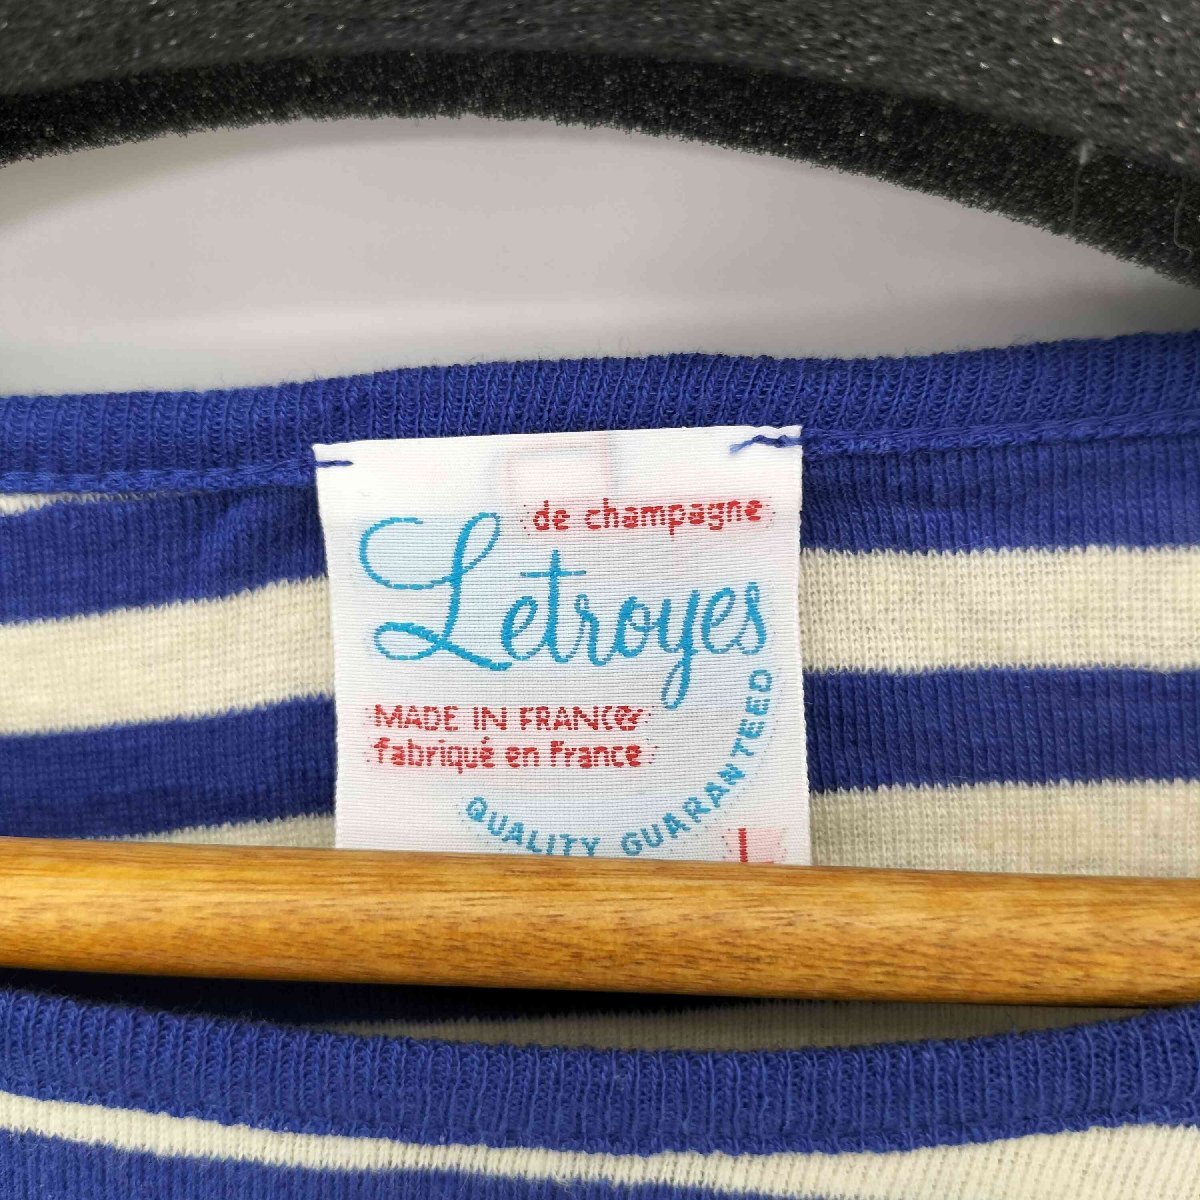 de champagne
Letroyes
MADE IN FRANCE
fabriqué en France
QUALITY GUARANTEED
L